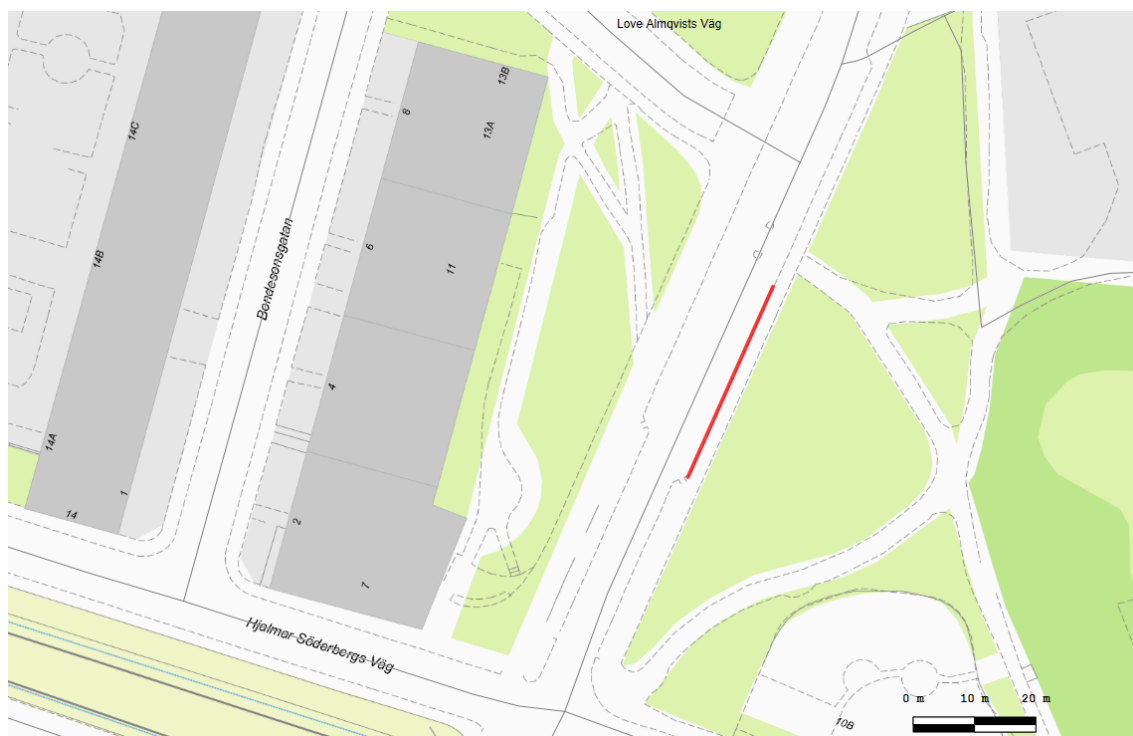 Love Almqvists Väg
13B
13A
8
14C
Bondesonsgatan
14B
6
11
4
14A
1
14
2
7
Hjalmar Söderbergs Väg
0 m 10 m 20 m
10B